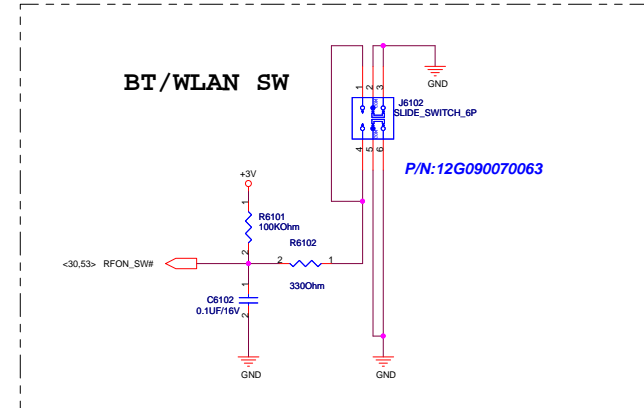 BT/WLAN SW
1
2
3
GND
J6102
SLIDE_SWITCH_6P
4
5
6
P/N:12G090070063
+3V
1
R6101
100KOhm
2
R6102
<30,53> RFON_SW#
2
1
330Ohm
C6102
0.1UF/16V
1
2
GND
GND